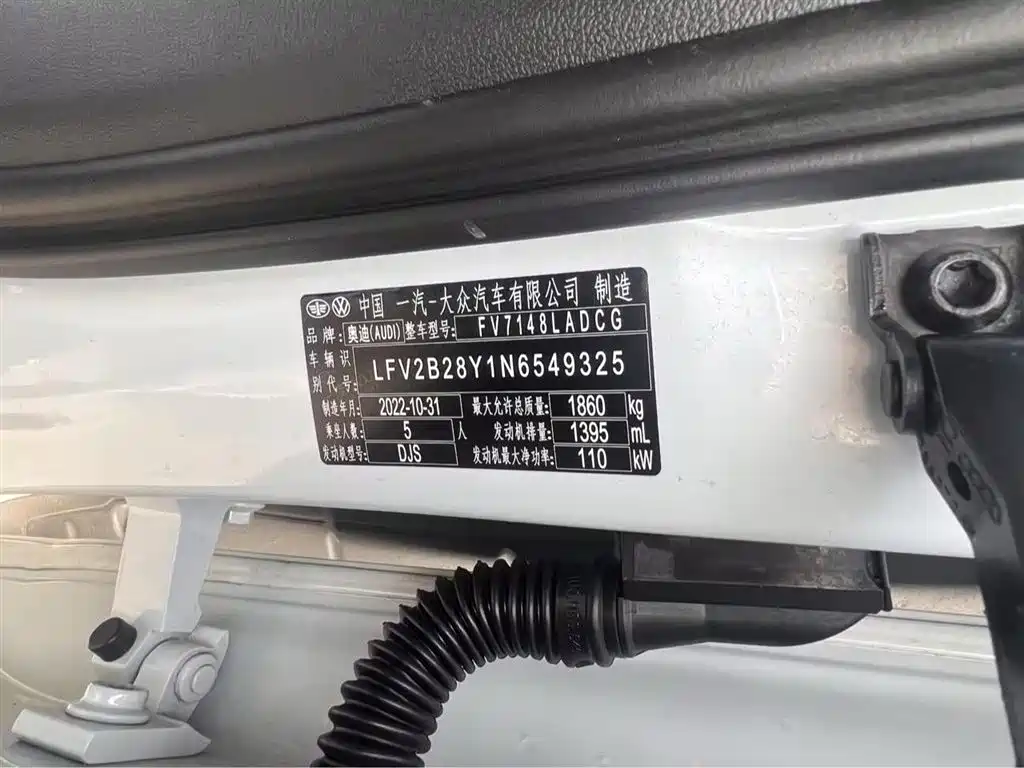 中国 一汽-大众汽车有限公司 制造
品牌: 奥迪(AUDI) 整车型号: FV7148LADCG
车辆识别代号: LFV2B28Y1N6549325
制造年月: 2022-10-31 最大允许总质量: 1860 kg
乘坐人数: 5 人 发动机排量: 1395 mL
发动机型号: DJS 发动机最大净功率: 110 kW